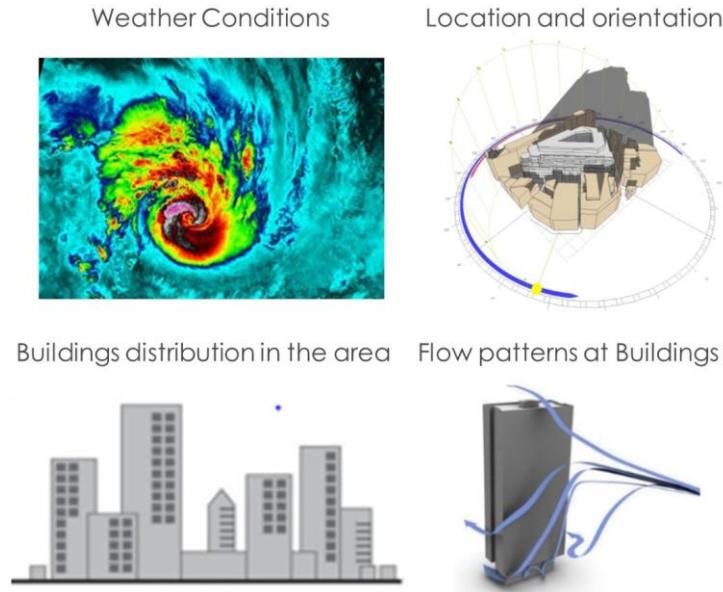 Weather Conditions
Location and orientation
Buildings distribution in the area
Flow patterns at Buildings